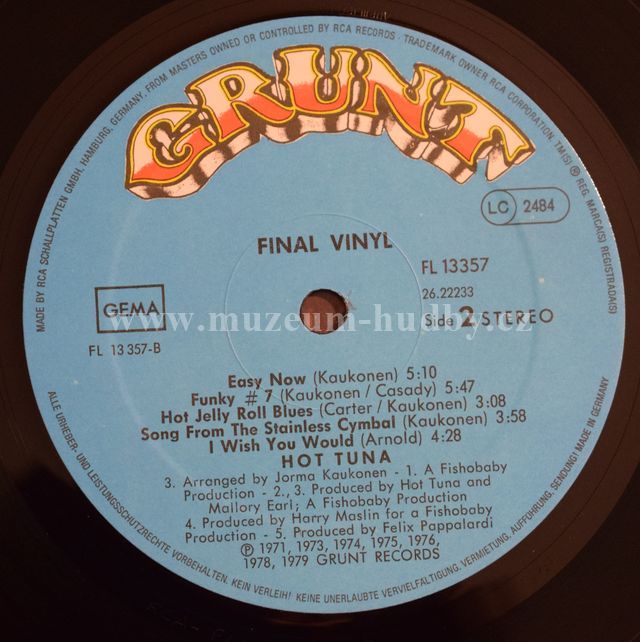 MADE BY RCA SCHALLPLATTEN GMBH, HAMBURG, GERMANY, FROM MASTERS OWNED OR CONTROLLED BY RCA RECORDS · TRADEMARK OWNER RCA CORPORATION, TM(S) ® REG. MARCA(S) REGISTRADA(S)
GRUNT
LC 2484
FINAL VINYL
FL 13357
26.22233
GEMA
Side 2 STEREO
FL 13 357-B
www.muzeum-hudby.cz
Easy Now (Kaukonen) 5:10
Funky # 7 (Kaukonen / Casady) 5:47
Hot Jelly Roll Blues (Carter / Kaukonen) 3:08
Song From The Stainless Cymbal (Kaukonen) 3:58
I Wish You Would (Arnold) 4:28
HOT TUNA
3. Arranged by Jorma Kaukonen - 1. A Fishobaby
Production - 2., 3. Produced by Hot Tuna and
Mallory Earl; A Fishobaby Production
4. Produced by Harry Maslin for a Fishobaby
Production - 5. Produced by Felix Pappalardi
℗ 1971, 1973, 1974, 1975, 1976,
1978, 1979 GRUNT RECORDS
ALLE URHEBER- UND LEISTUNGSSCHUTZRECHTE VORBEHALTEN. KEIN VERLEIH! KEINE UNERLAUBTE VERVIELFÄLTIGUNG, VERMIETUNG, AUFFÜHRUNG, SENDUNG! MADE IN GERMANY